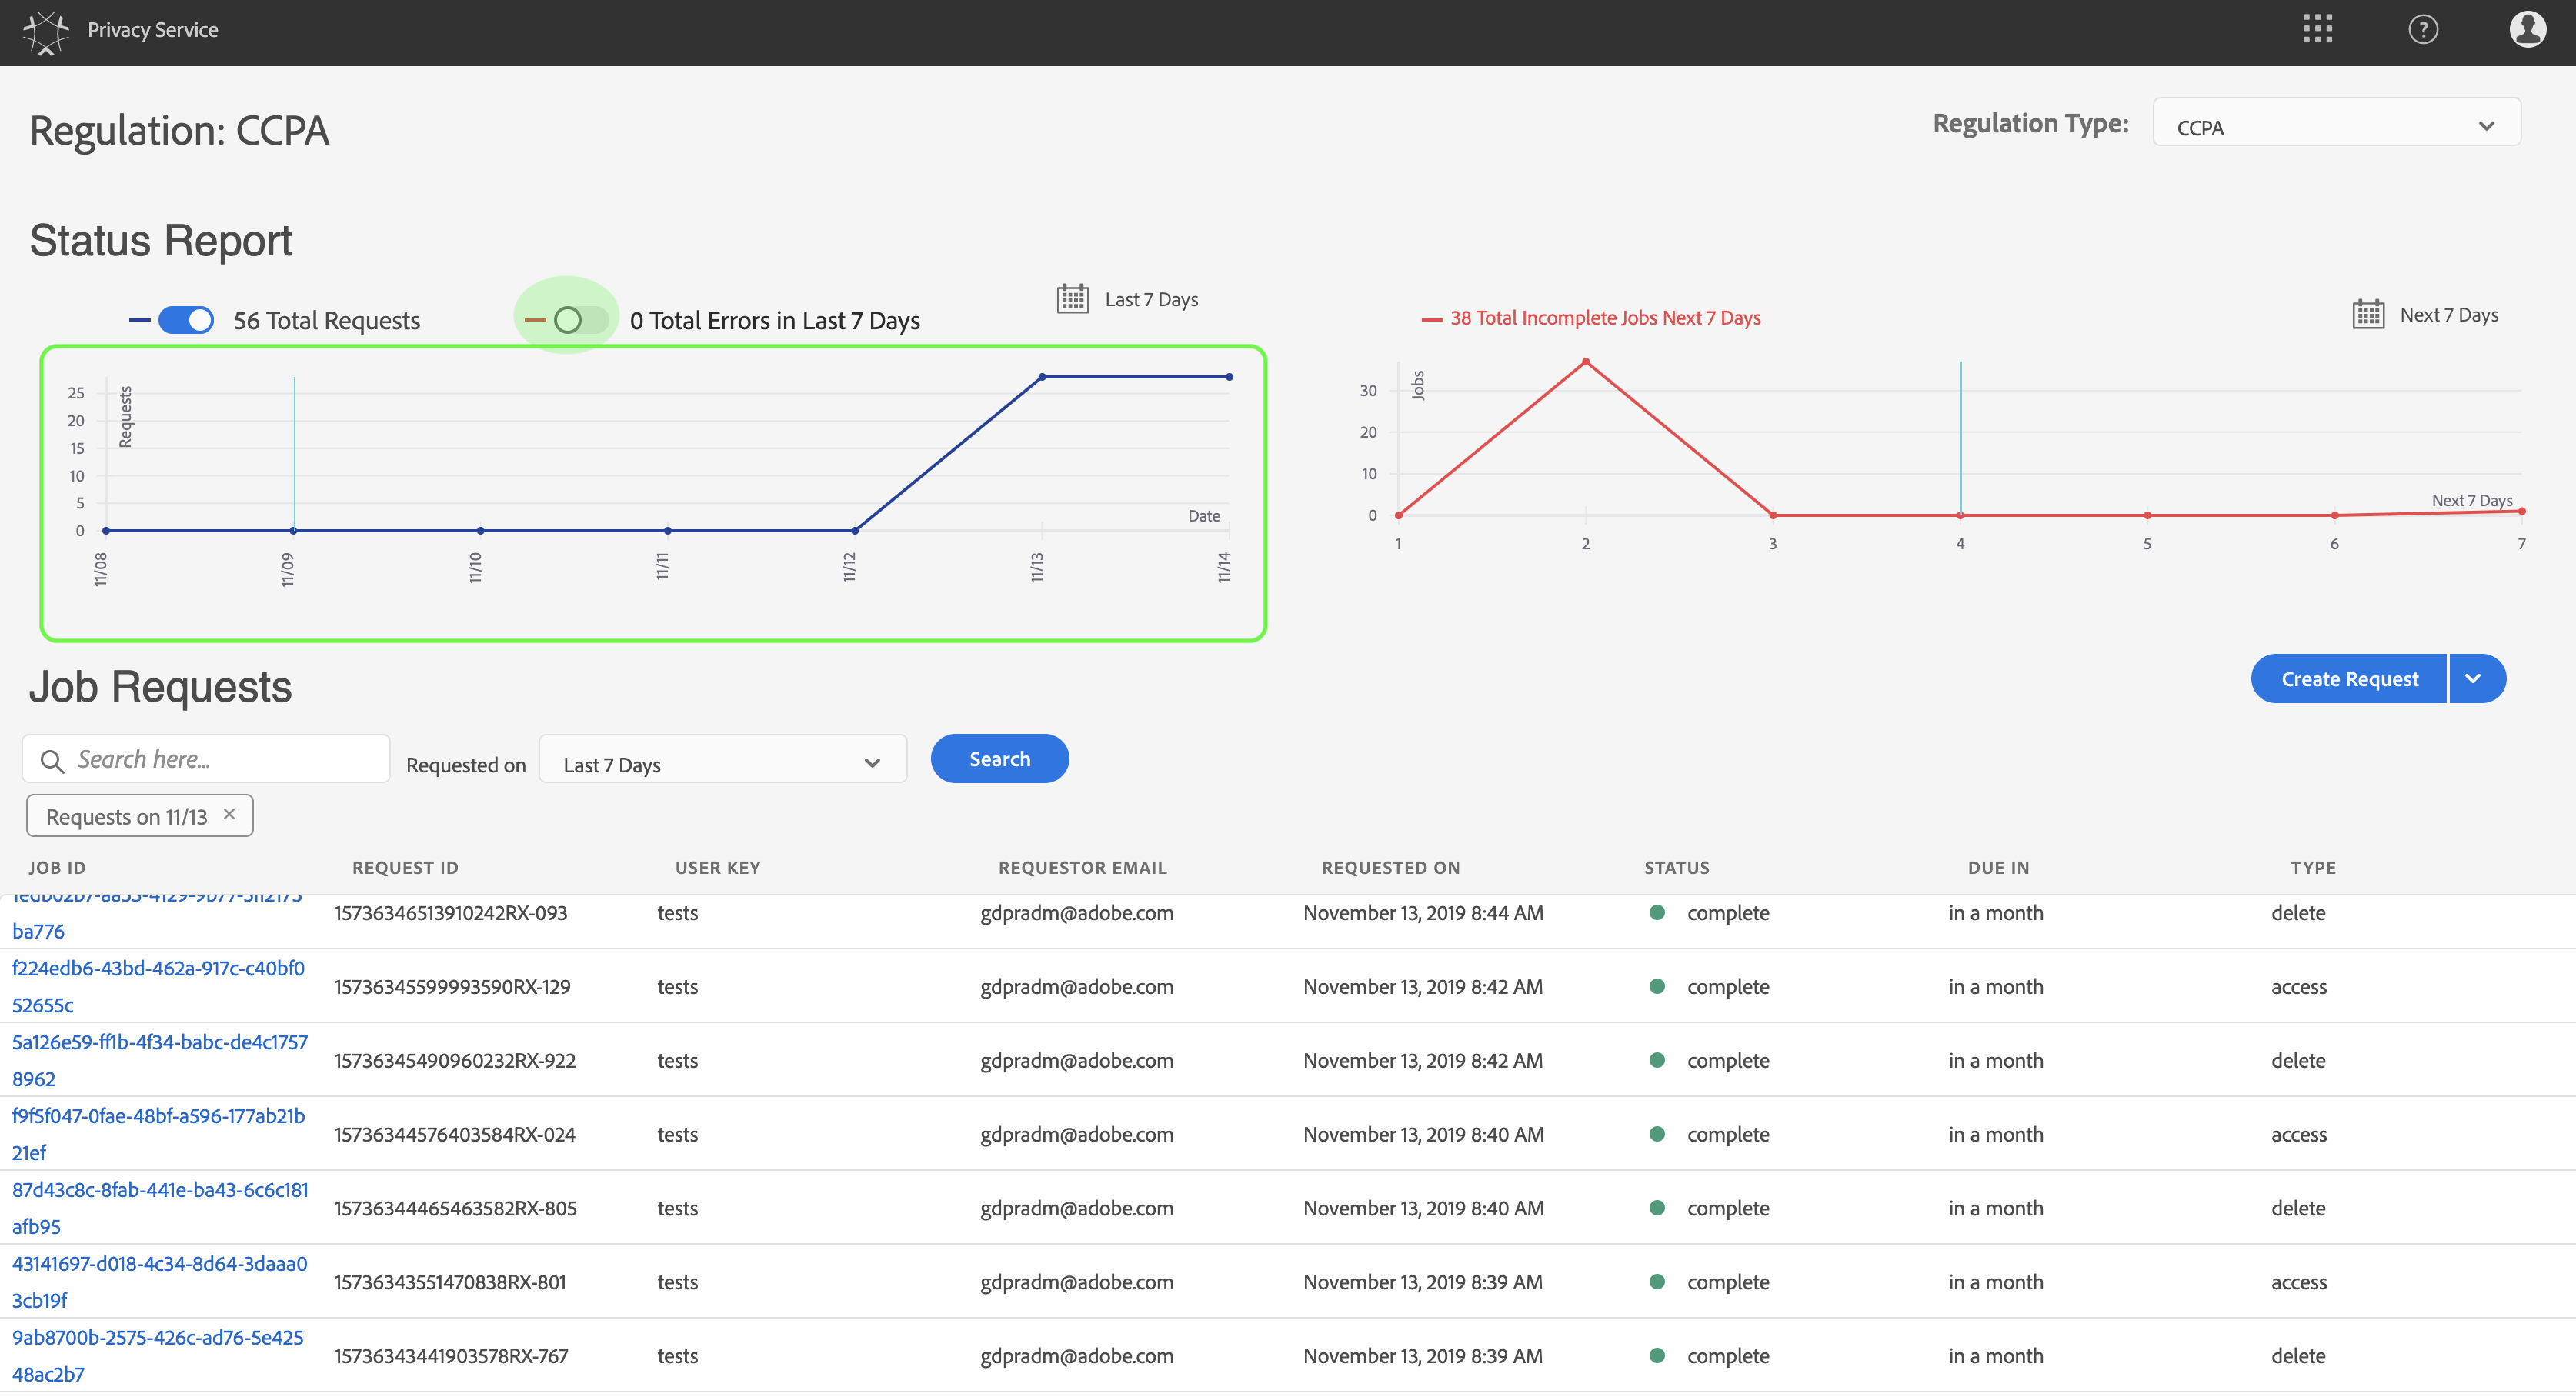 Privacy Service
?
Regulation: CCPA
Regulation Type:
CCPA
Status Report
56 Total Requests
0 Total Errors in Last 7 Days
Last 7 Days
38 Total Incomplete Jobs Next 7 Days
Next 7 Days
25
20
15
10
5
0
Requests
Date
11/08
11/09
11/10
11/11
11/12
11/13
11/14
30
20
10
0
Jobs
Next 7 Days
1
2
3
4
5
6
7
Job Requests
Create Request
Search here...
Requested on
Last 7 Days
Search
Requests on 11/13 ×
JOB ID REQUEST ID USER KEY REQUESTOR EMAIL REQUESTED ON STATUS DUE IN TYPE
ba776
15736346513910242RX-093 tests gdpradm@adobe.com November 13, 2019 8:44 AM complete in a month delete
f224edb6-43bd-462a-917c-c40bf0
52655c
15736345599993590RX-129 tests gdpradm@adobe.com November 13, 2019 8:42 AM complete in a month access
5a126e59-ff1b-4f34-babc-de4c1757
8962
15736345490960232RX-922 tests gdpradm@adobe.com November 13, 2019 8:42 AM complete in a month delete
f9f5f047-0fae-48bf-a596-177ab21b
21ef
15736344576403584RX-024 tests gdpradm@adobe.com November 13, 2019 8:40 AM complete in a month access
87d43c8c-8fab-441e-ba43-6c6c181
afb95
15736344465463582RX-805 tests gdpradm@adobe.com November 13, 2019 8:40 AM complete in a month delete
43141697-d018-4c34-8d64-3daaa0
3cb19f
15736343551470838RX-801 tests gdpradm@adobe.com November 13, 2019 8:39 AM complete in a month access
9ab8700b-2575-426c-ad76-5e425
48ac2b7
15736343441903578RX-767 tests gdpradm@adobe.com November 13, 2019 8:39 AM complete in a month delete